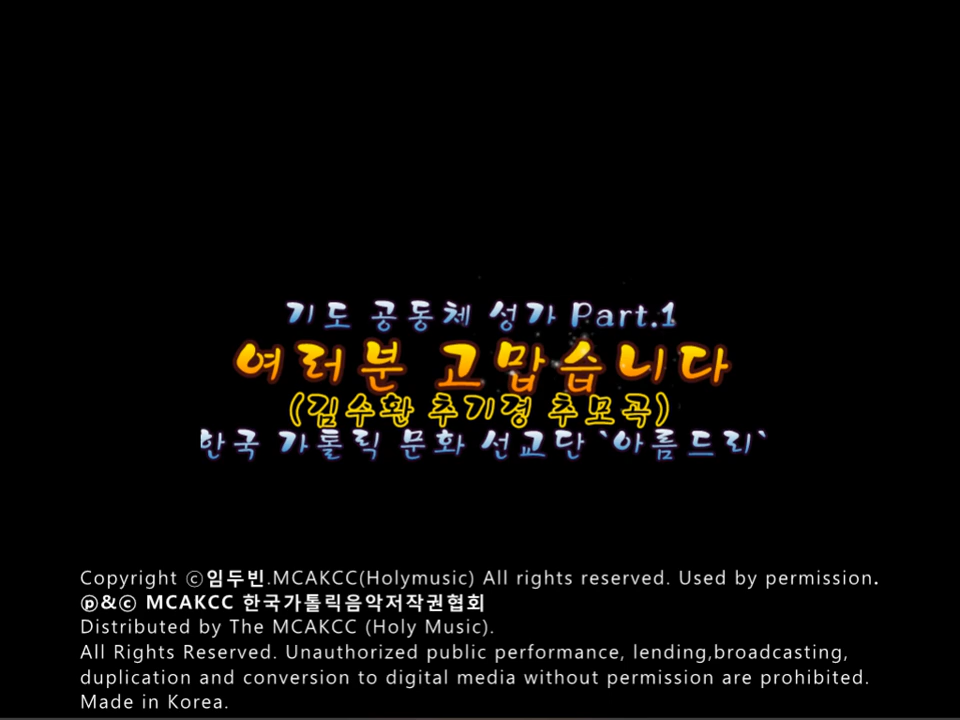 기도 공동체 성가 Part.1
여러분 고맙습니다
(김수환 추기경 추모곡)
한국 가톨릭 문화 선교단 `아름드리`
Copyright ⓒ임두빈.MCAKCC(Holymusic) All rights reserved. Used by permission.
ⓟ&ⓒ MCAKCC 한국가톨릭음악저작권협회
Distributed by The MCAKCC (Holy Music).
All Rights Reserved. Unauthorized public performance, lending,broadcasting,
duplication and conversion to digital media without permission are prohibited.
Made in Korea.